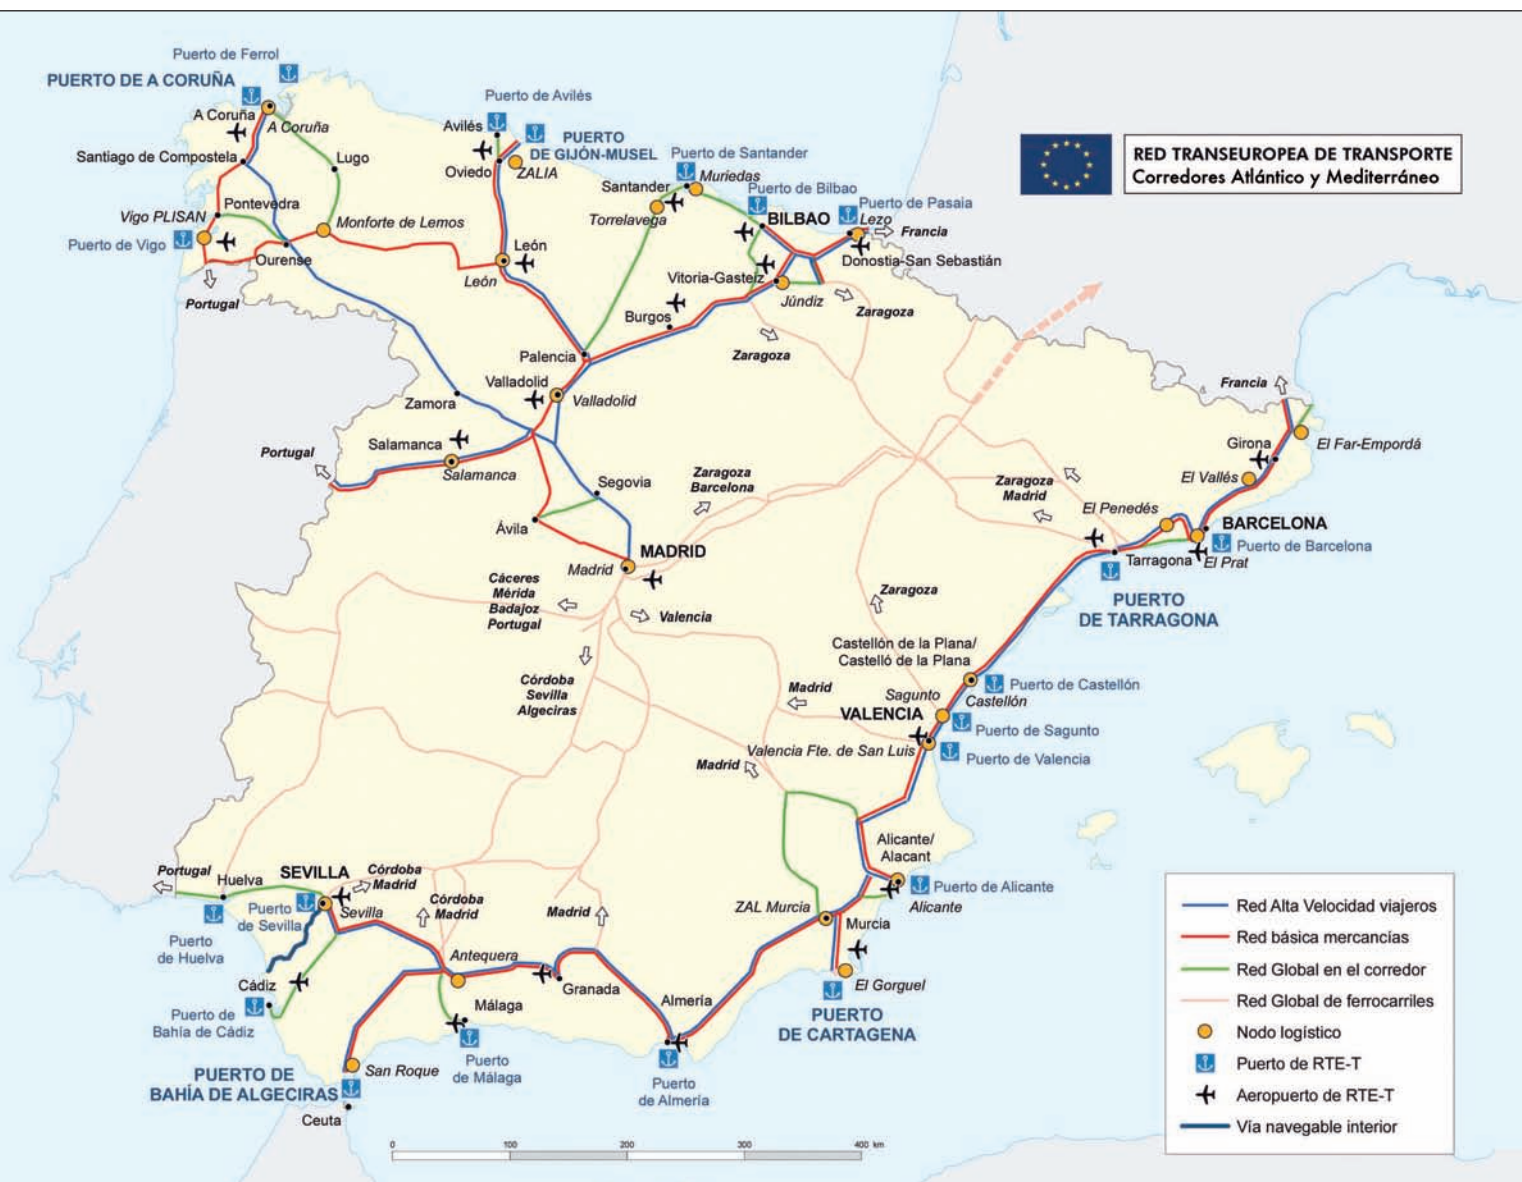 Puerto de Ferrol
PUERTO DE A CORUÑA
A Coruña
A Coruña
Santiago de Compostela
Lugo
Pontevedra
Vigo PLISAN
Puerto de Vigo
Monforte de Lemos
Ourense
Portugal
Puerto de Avilés
Avilés
PUERTO
DE GIJÓN-MUSEL
Oviedo
ZALIA
León
León
Puerto de Santander
Santander
Muriedas
Torrelavega
Puerto de Bilbao
BILBAO
Puerto de Pasaia
Lezo
Francia
Donostia-San Sebastián
Vitoria-Gasteiz
Júndiz
Zaragoza
Burgos
Zaragoza
Palencia
Valladolid
Valladolid
Zamora
Salamanca
Salamanca
Portugal
Segovia
Ávila
MADRID
Madrid
Zaragoza
Barcelona
Cáceres
Mérida
Badajoz
Portugal
Valencia
Córdoba
Sevilla
Algeciras
RED TRANSEUROPEA DE TRANSPORTE
Corredores Atlántico y Mediterráneo
Francia
El Far-Empordá
Girona
El Vallés
Zaragoza
Madrid
El Penedés
BARCELONA
Puerto de Barcelona
Tarragona
El Prat
PUERTO
DE TARRAGONA
Zaragoza
Castellón de la Plana/
Castelló de la Plana
Puerto de Castellón
Castellón
Madrid
Sagunto
VALENCIA
Puerto de Sagunto
Valencia Fte. de San Luis
Puerto de Valencia
Madrid
Alicante/
Alacant
Puerto de Alicante
Alicante
ZAL Murcia
Murcia
El Gorguel
PUERTO
DE CARTAGENA
Portugal
Huelva
SEVILLA
Córdoba
Madrid
Puerto
de Sevilla
Sevilla
Puerto
de Huelva
Córdoba
Madrid
Madrid
Antequera
Granada
Almería
Cádiz
Puerto de
Bahía de Cádiz
Málaga
Puerto
de Málaga
Puerto
de Almería
San Roque
PUERTO DE
BAHÍA DE ALGECIRAS
Ceuta
0 100 200 300 400 km
Red Alta Velocidad viajeros
Red básica mercancías
Red Global en el corredor
Red Global de ferrocarriles
Nodo logístico
Puerto de RTE-T
Aeropuerto de RTE-T
Vía navegable interior